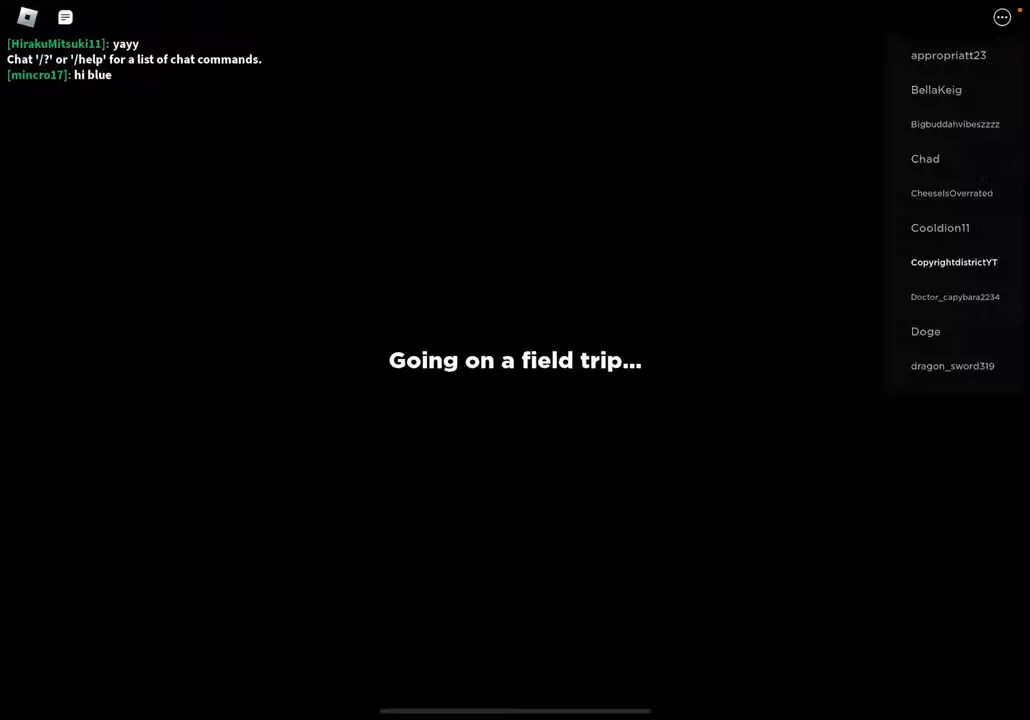 [HirakuMitsuki11]: yayy
Chat '/?' or '/help' for a list of chat commands.
[mincro17]: hi blue
appropriatt23
BellaKeig
Bigbuddahvibeszzzz
Chad
CheeseIsOverrated
Cooldion11
CopyrightdistrictYT
Doctor_capybara2234
Doge
dragon_sword319
Going on a field trip...